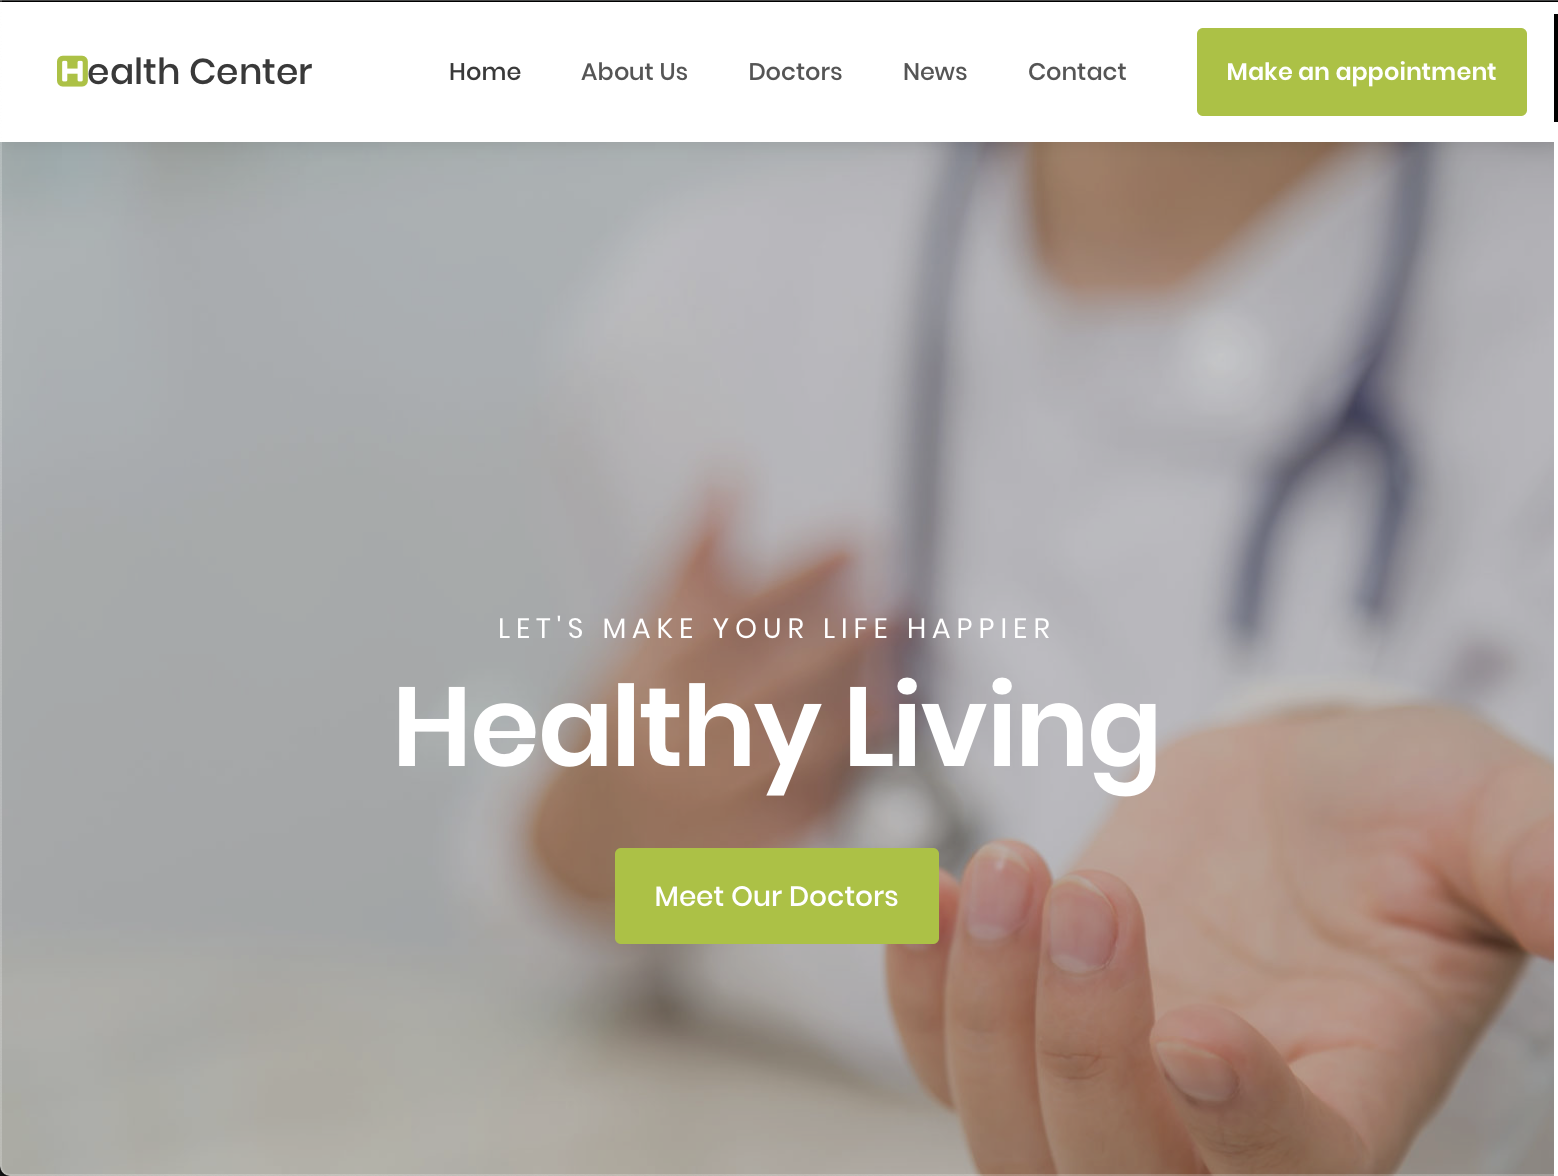 Health Center
Home
About Us
Doctors
News
Contact
Make an appointment
LET'S MAKE YOUR LIFE HAPPIER
Healthy Living
Meet Our Doctors